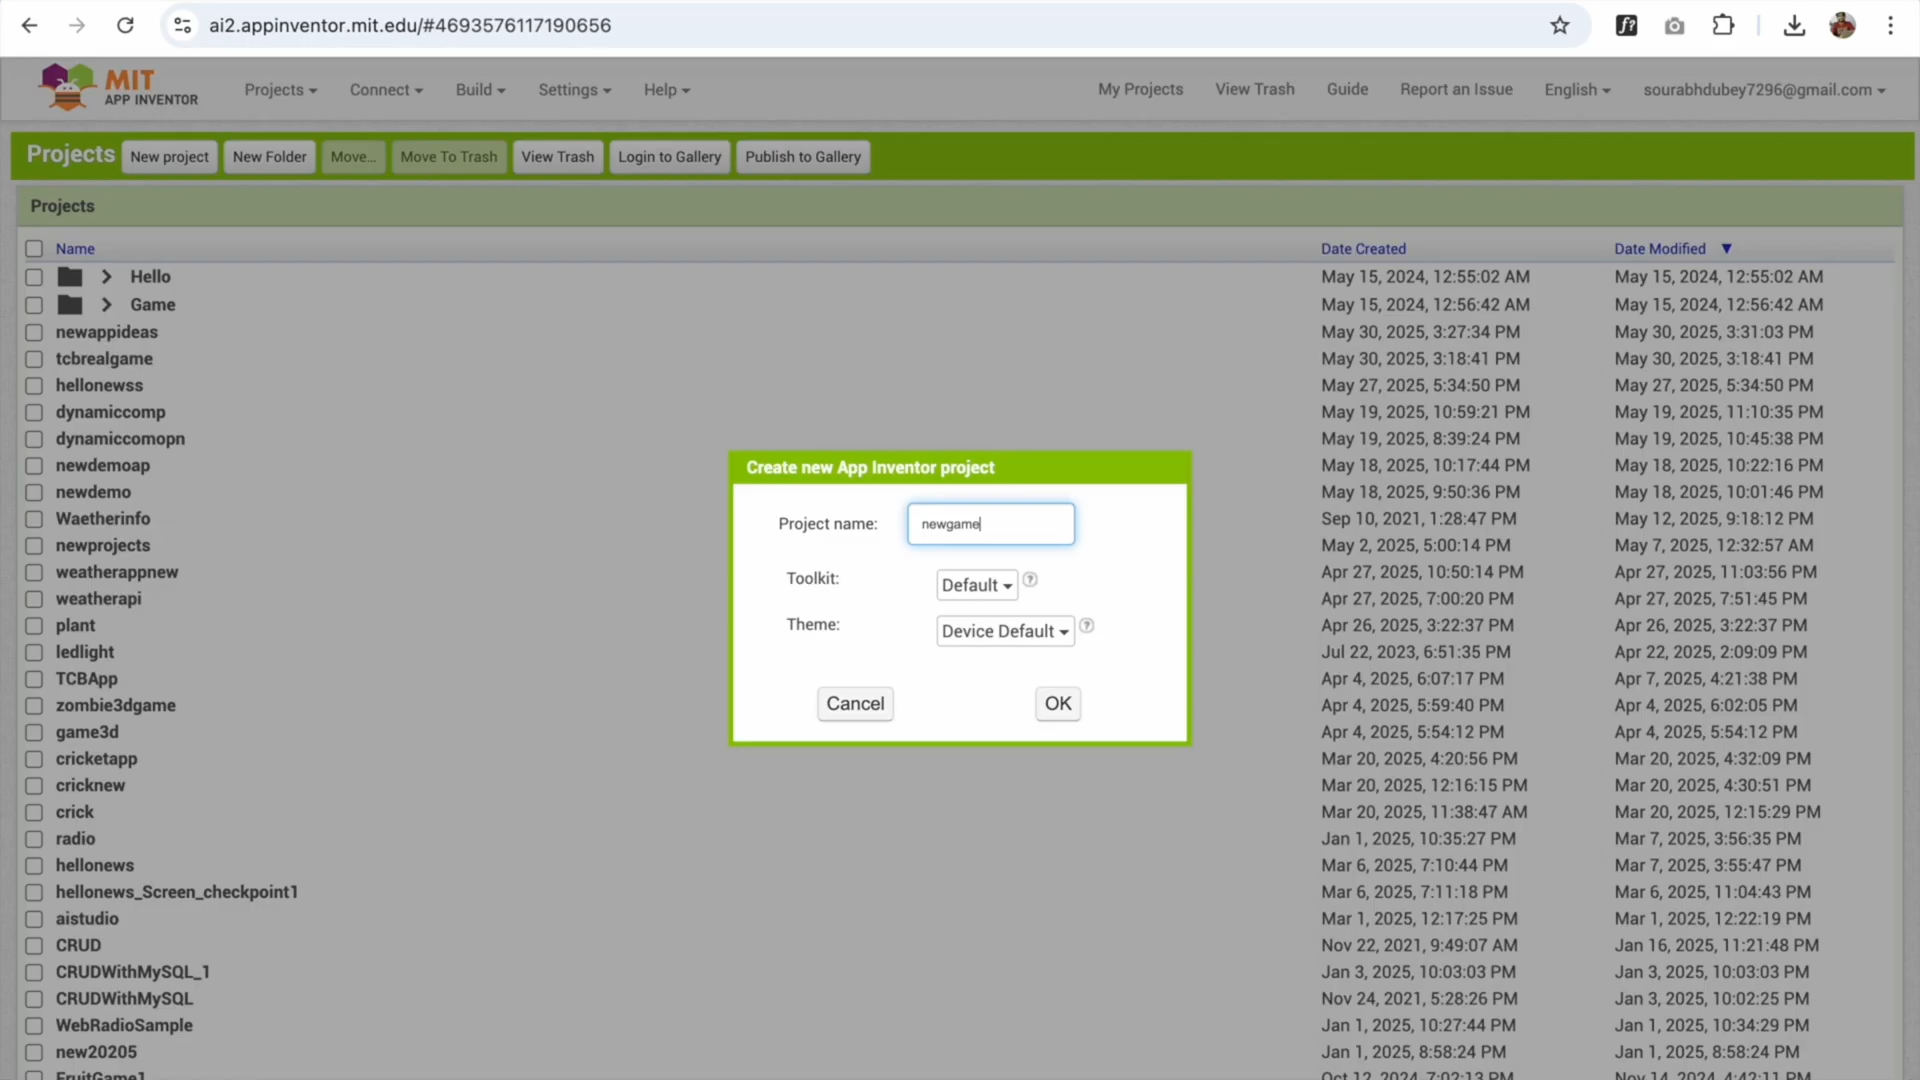 ai2.appinventor.mit.edu/#4693576117190656
MIT
APP INVENTOR
Projects Connect Build Settings Help My Projects View Trash Guide Report an Issue English sourabhdubey7296@gmail.com
Projects New project New Folder Move... Move To Trash View Trash Login to Gallery Publish to Gallery
Projects
Name Date Created Date Modified ▼
Hello May 15, 2024, 12:55:02 AM May 15, 2024, 12:55:02 AM
Game May 15, 2024, 12:56:42 AM May 15, 2024, 12:56:42 AM
newappideas May 30, 2025, 3:27:34 PM May 30, 2025, 3:31:03 PM
tcbrealgame May 30, 2025, 3:18:41 PM May 30, 2025, 3:18:41 PM
hellonewss May 27, 2025, 5:34:50 PM May 27, 2025, 5:34:50 PM
dynamiccomp May 19, 2025, 10:59:21 PM May 19, 2025, 11:10:35 PM
dynamiccomopn May 19, 2025, 8:39:24 PM May 19, 2025, 10:45:38 PM
newdemoap May 18, 2025, 10:17:44 PM May 18, 2025, 10:22:16 PM
newdemo May 18, 2025, 9:50:36 PM May 18, 2025, 10:01:46 PM
Waetherinfo Sep 10, 2021, 1:28:47 PM May 12, 2025, 9:18:12 PM
newprojects May 2, 2025, 5:00:14 PM May 7, 2025, 12:32:57 AM
weatherappnew Apr 27, 2025, 10:50:14 PM Apr 27, 2025, 11:03:56 PM
weatherapi Apr 27, 2025, 7:00:20 PM Apr 27, 2025, 7:51:45 PM
plant Apr 26, 2025, 3:22:37 PM Apr 26, 2025, 3:22:37 PM
ledlight Jul 22, 2023, 6:51:35 PM Apr 22, 2025, 2:09:09 PM
TCBApp Apr 4, 2025, 6:07:17 PM Apr 7, 2025, 4:21:38 PM
zombie3dgame Apr 4, 2025, 5:59:40 PM Apr 4, 2025, 6:02:05 PM
game3d Apr 4, 2025, 5:54:12 PM Apr 4, 2025, 5:54:12 PM
cricketapp Mar 20, 2025, 4:20:56 PM Mar 20, 2025, 4:32:09 PM
cricknew Mar 20, 2025, 12:16:15 PM Mar 20, 2025, 4:30:51 PM
crick Mar 20, 2025, 11:38:47 AM Mar 20, 2025, 12:15:29 PM
radio Jan 1, 2025, 10:35:27 PM Mar 7, 2025, 3:56:35 PM
hellonews Mar 6, 2025, 7:10:44 PM Mar 7, 2025, 3:55:47 PM
hellonews_Screen_checkpoint1 Mar 6, 2025, 7:11:18 PM Mar 6, 2025, 11:04:43 PM
aistudio Mar 1, 2025, 12:17:25 PM Mar 1, 2025, 12:22:19 PM
CRUD Nov 22, 2021, 9:49:07 AM Jan 16, 2025, 11:21:48 PM
CRUDWithMySQL_1 Jan 3, 2025, 10:03:03 PM Jan 3, 2025, 10:03:03 PM
CRUDWithMySQL Nov 24, 2021, 5:28:26 PM Jan 3, 2025, 10:02:25 PM
WebRadioSample Jan 1, 2025, 10:27:44 PM Jan 1, 2025, 10:34:29 PM
new20205 Jan 1, 2025, 8:58:24 PM Jan 1, 2025, 8:58:24 PM
FruitGame1 Oct 12, 2024, 7:02:13 PM Nov 14, 2024, 4:42:11 PM
Create new App Inventor project
Project name: newgame
Toolkit: Default ?
Theme: Device Default ?
Cancel OK